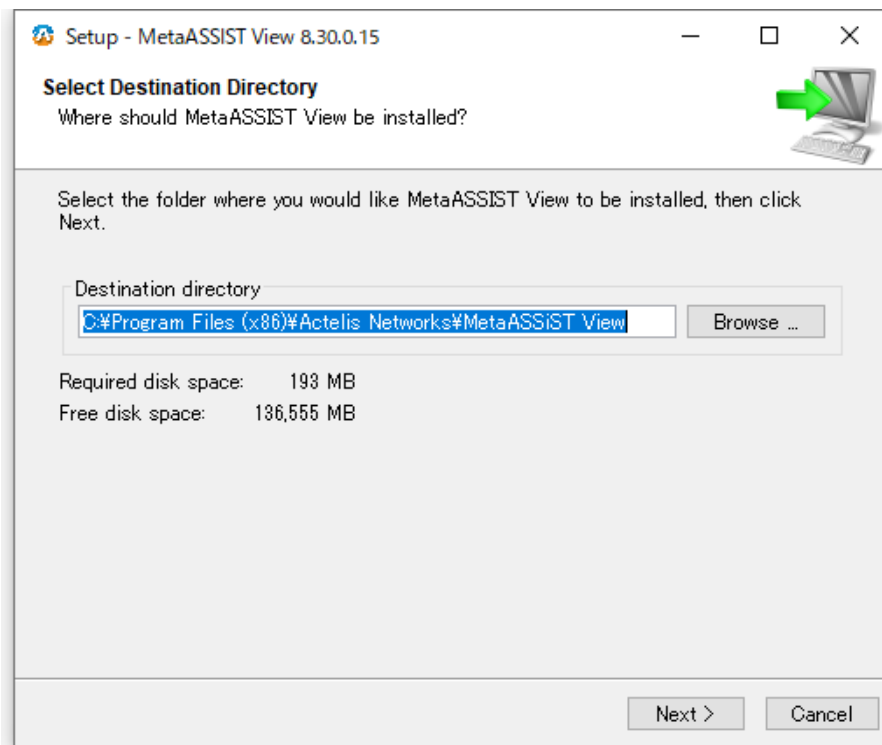 Setup - MetaASSIST View 8.30.0.15
Select Destination Directory
Where should MetaASSIST View be installed?
Select the folder where you would like MetaASSIST View to be installed, then click
Next.
Destination directory
C:¥Program Files (x86)¥Actelis Networks¥MetaASSiST View
Browse ...
Required disk space: 193 MB
Free disk space: 136,555 MB
Next >
Cancel